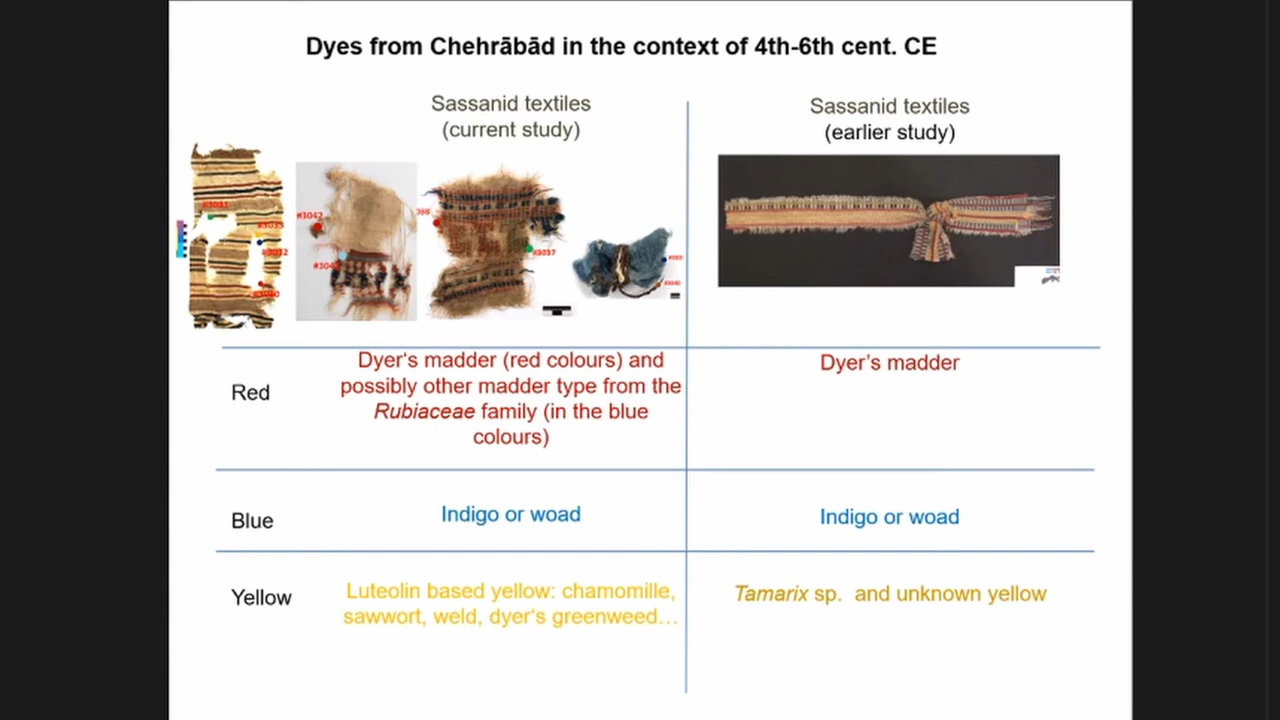 Dyes from Chehrābād in the context of 4th-6th cent. CE
Sassanid textiles
(current study)
Sassanid textiles
(earlier study)
#3042
#3037
Dyer‘s madder (red colours) and
possibly other madder type from the
Rubiaceae family (in the blue
colours)
Dyer’s madder
Red
Indigo or woad
Indigo or woad
Blue
Luteolin based yellow: chamomille,
sawwort, weld, dyer‘s greenweed…
Tamarix sp. and unknown yellow
Yellow